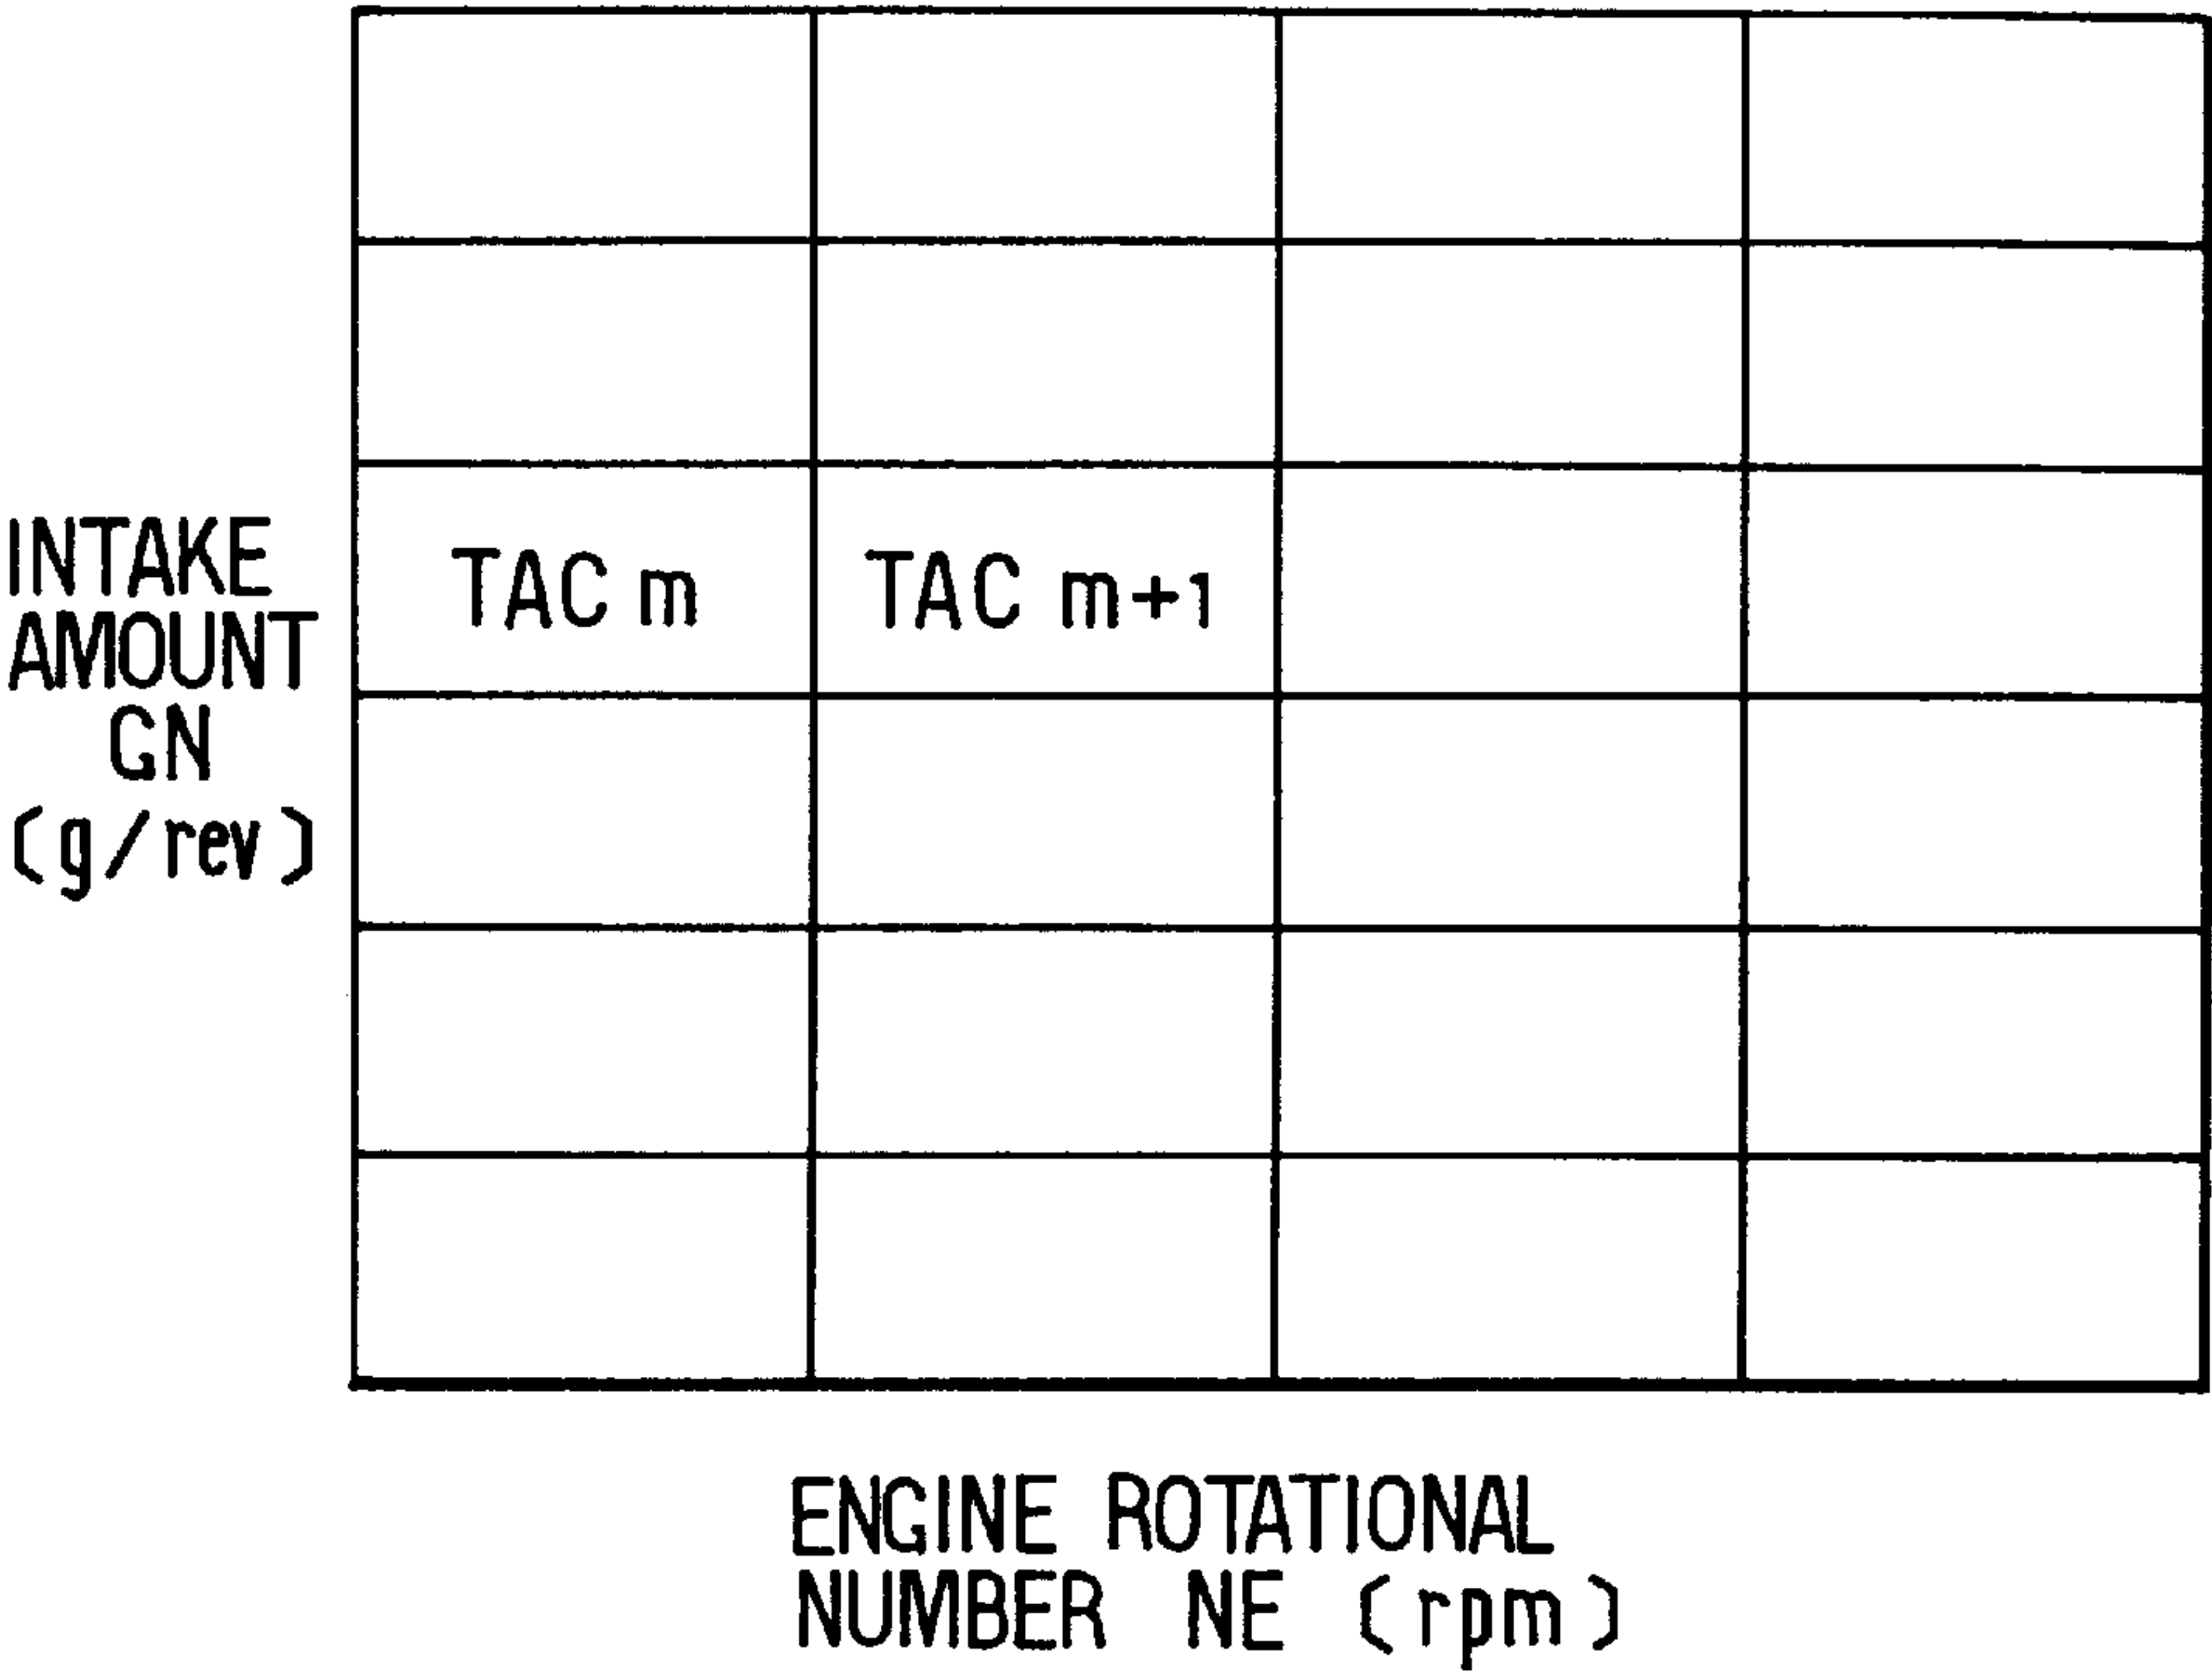 TAC m
TAC m+1
INTAKE
AMOUNT
GN
(g/rev)
ENGINE ROTATIONAL
NUMBER NE (rpm)